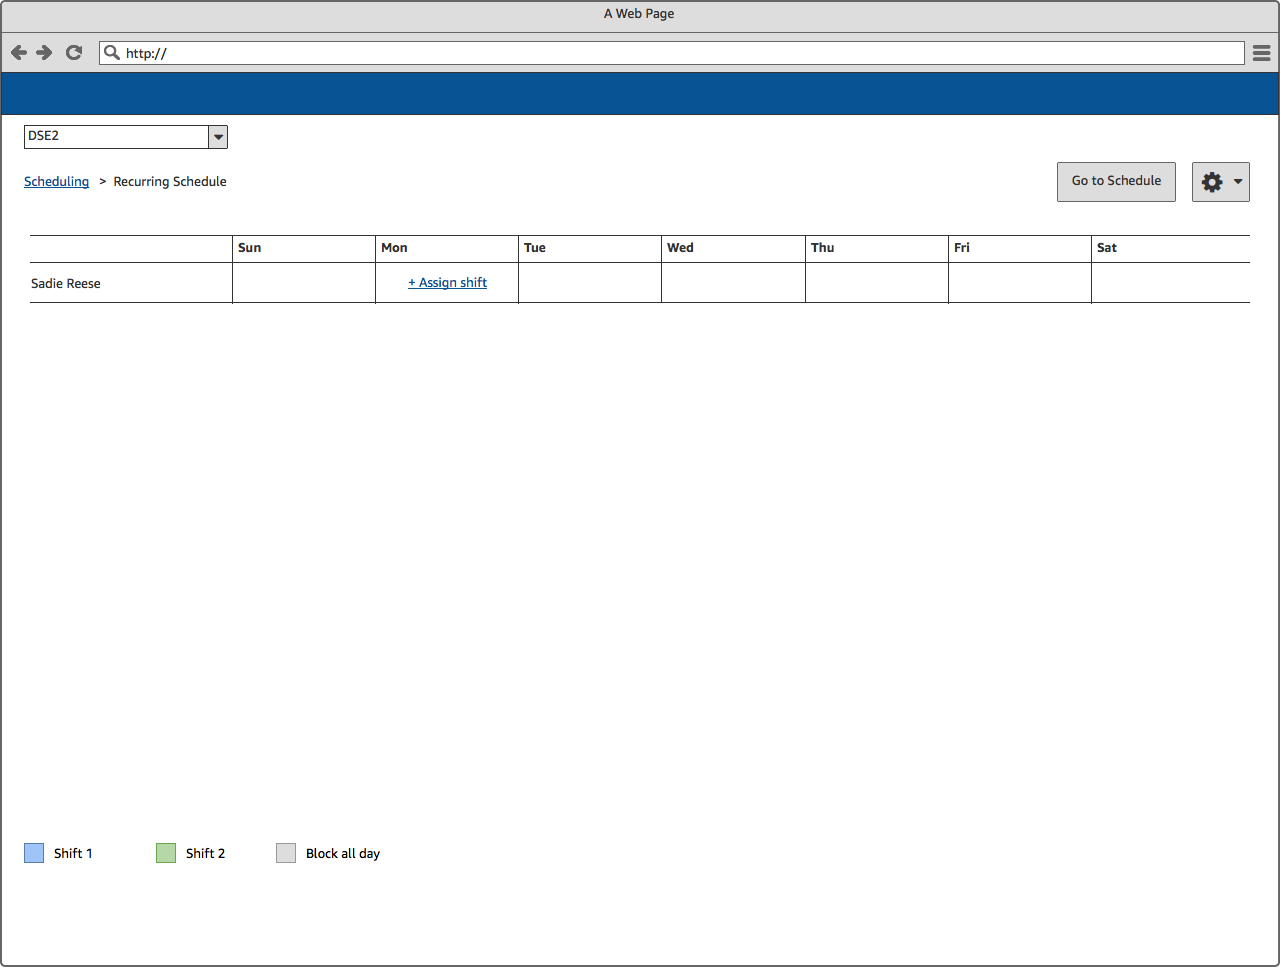 A Web Page
http://
DSE2
Scheduling > Recurring Schedule
Go to Schedule
Sun Mon Tue Wed Thu Fri Sat
Sadie Reese + Assign shift
Shift 1 Shift 2 Block all day